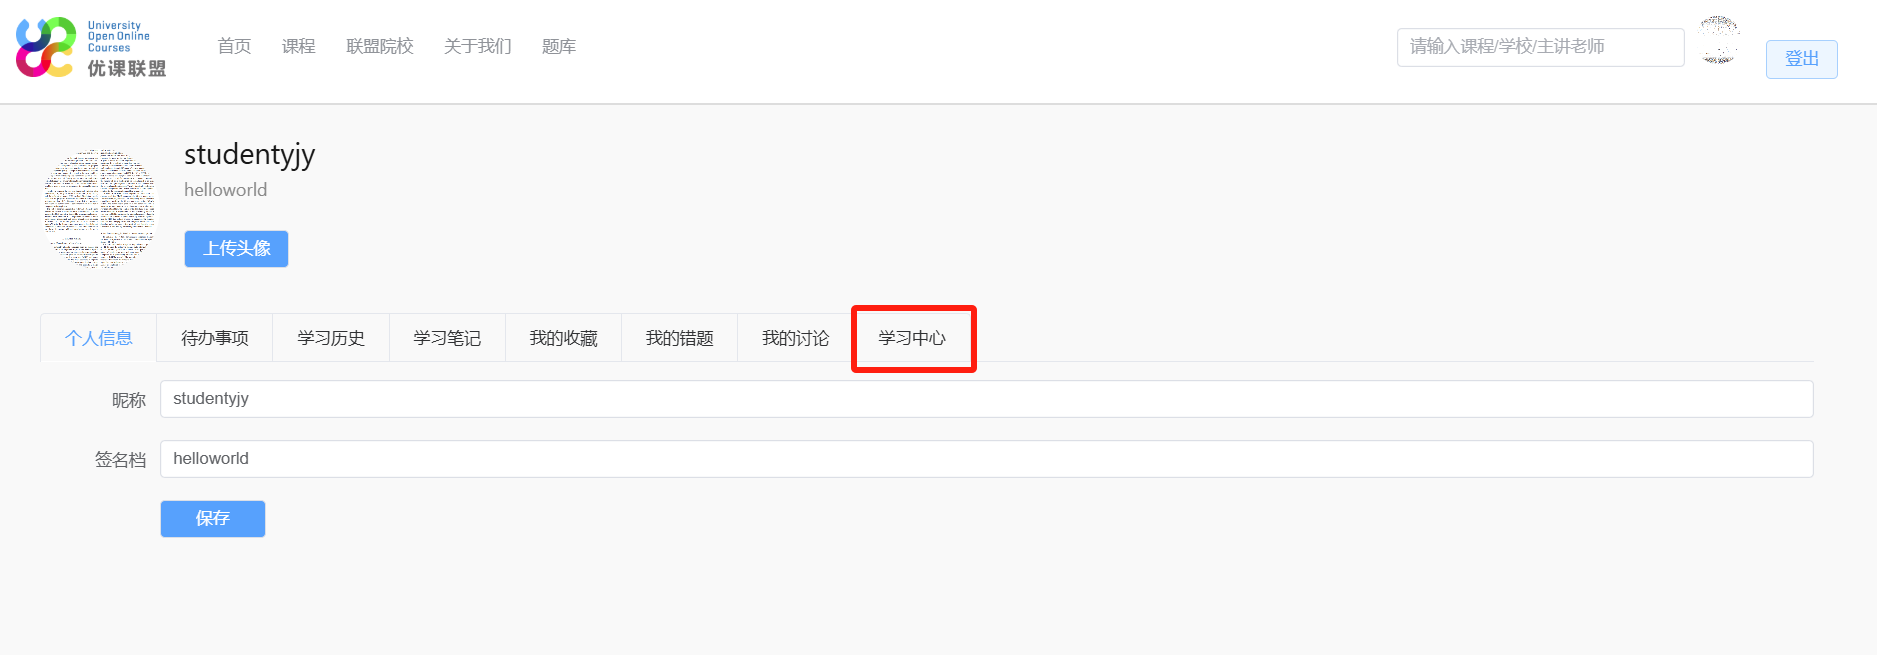 University
Open Online
Courses
优课联盟
首页 课程 联盟院校 关于我们 题库
请输入课程/学校/主讲老师
登出
studentyjy
helloworld
上传头像
个人信息 待办事项 学习历史 学习笔记 我的收藏 我的错题 我的讨论 学习中心
昵称 studentyjy
签名档 helloworld
保存